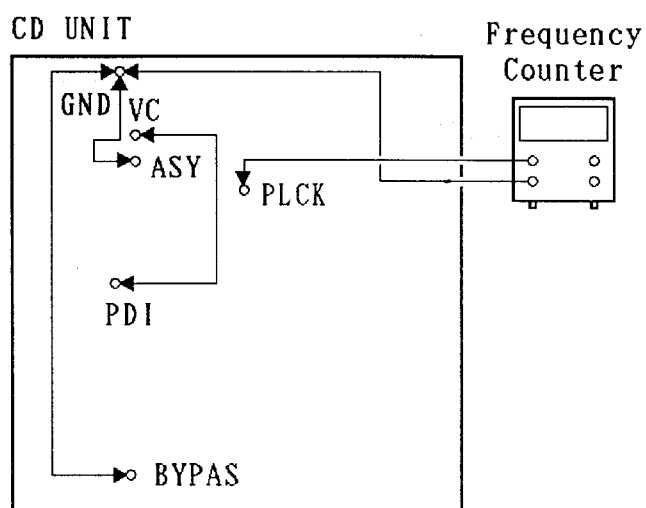 CD UNIT
Frequency
Counter
GND
VC
ASY
PLCK
PDI
BYPAS